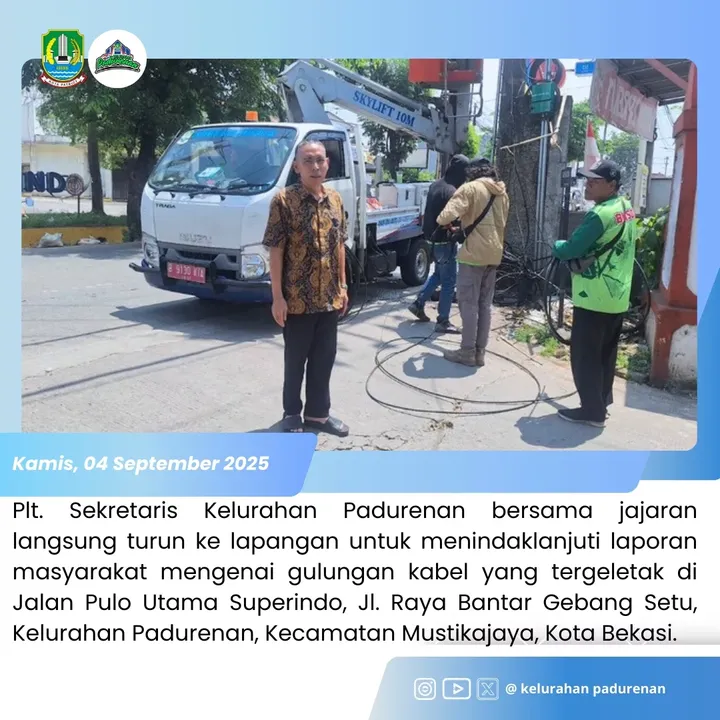 SKYLIFT 10M
TRAGA
ISUZU
B 9130 KIA
Kamis, 04 September 2025
Plt. Sekretaris Kelurahan Padurenan bersama jajaran
langsung turun ke lapangan untuk menindaklanjuti laporan
masyarakat mengenai gulungan kabel yang tergeletak di
Jalan Pulo Utama Superindo, Jl. Raya Bantar Gebang Setu,
Kelurahan Padurenan, Kecamatan Mustikajaya, Kota Bekasi.
@ kelurahan padurenan